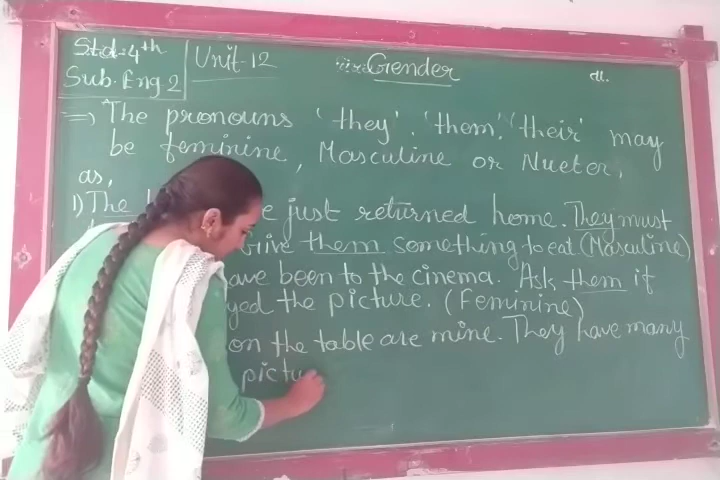 Std-4th
Sub. Eng 2
Unit-12
Gender
=> The pronouns 'they', 'them', 'their' may
be feminine, Masculine or Nueter,
as,
1) The just returned home. They must
Give them something to eat. (Masculine)
ave been to the cinema. Ask them if
yed the picture. (Feminine)
on the table are mine. They have many
pictu